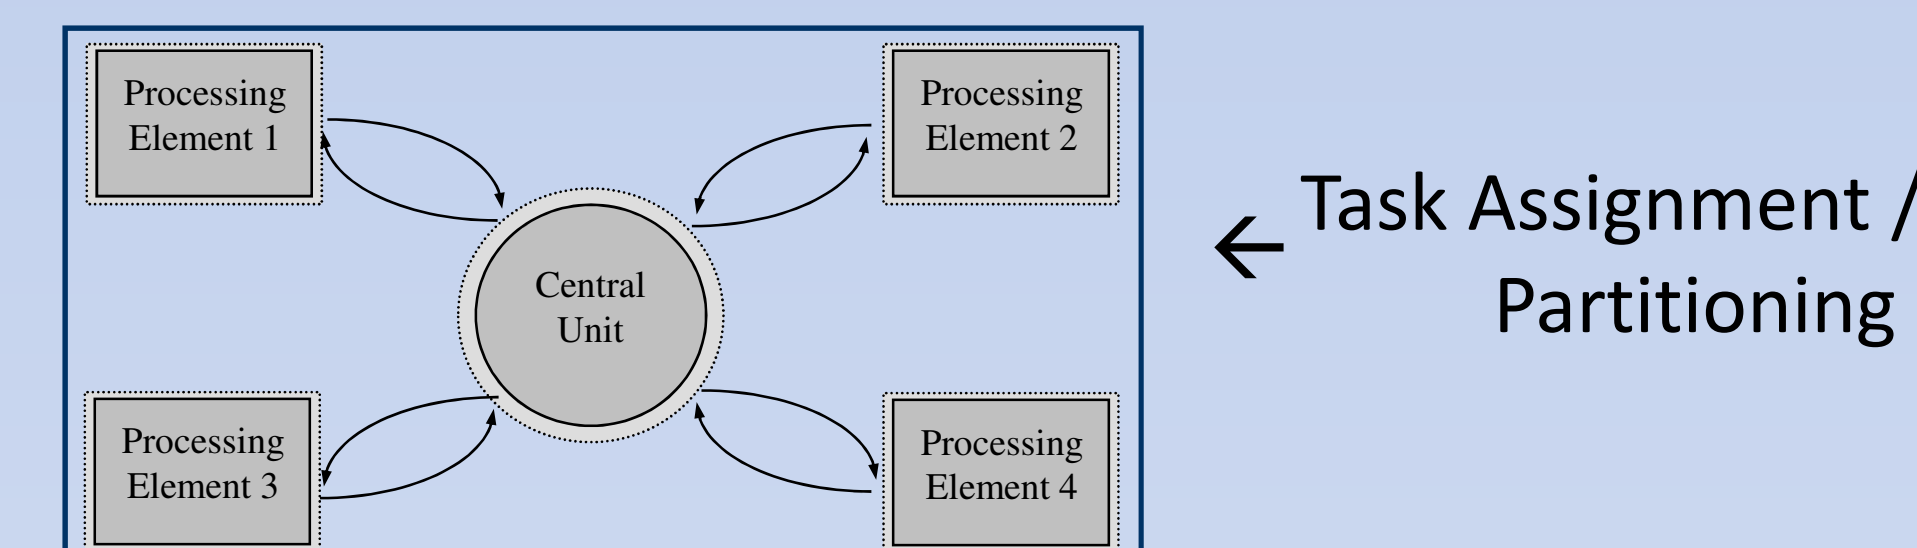 Processing
Element 1
Processing
Element 2
Central
Unit
Processing
Element 3
Processing
Element 4
← Task Assignment /
Partitioning